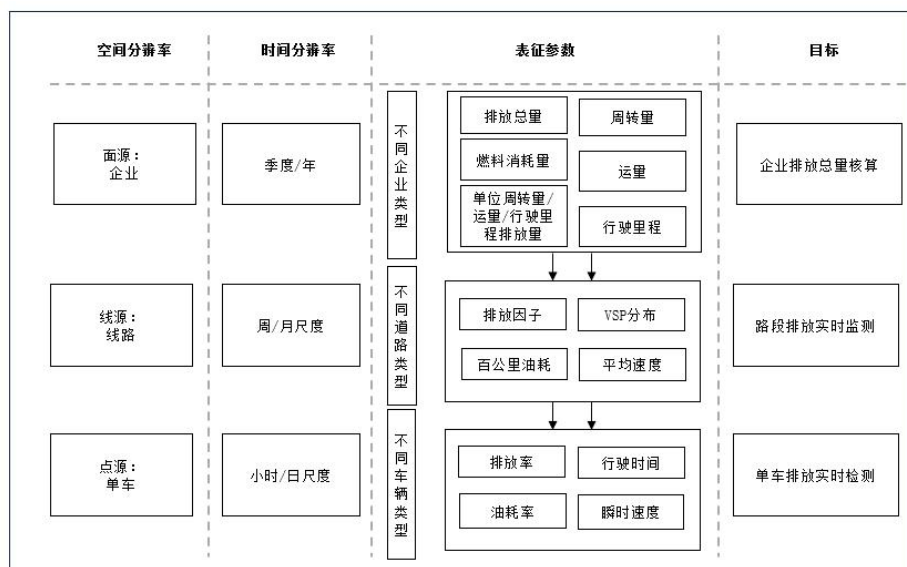 空间分辨率
时间分辨率
表征参数
目标
面源：
企业
季度/年
不同企业类型
排放总量
周转量
燃料消耗量
运量
单位周转量/
运量/行驶里
程排放量
行驶里程
企业排放总量核算
线源：
线路
周/月尺度
不同道路类型
排放因子
VSP分布
百公里油耗
平均速度
路段排放实时监测
点源：
单车
小时/日尺度
不同车辆类型
排放率
行驶时间
油耗率
瞬时速度
单车排放实时检测